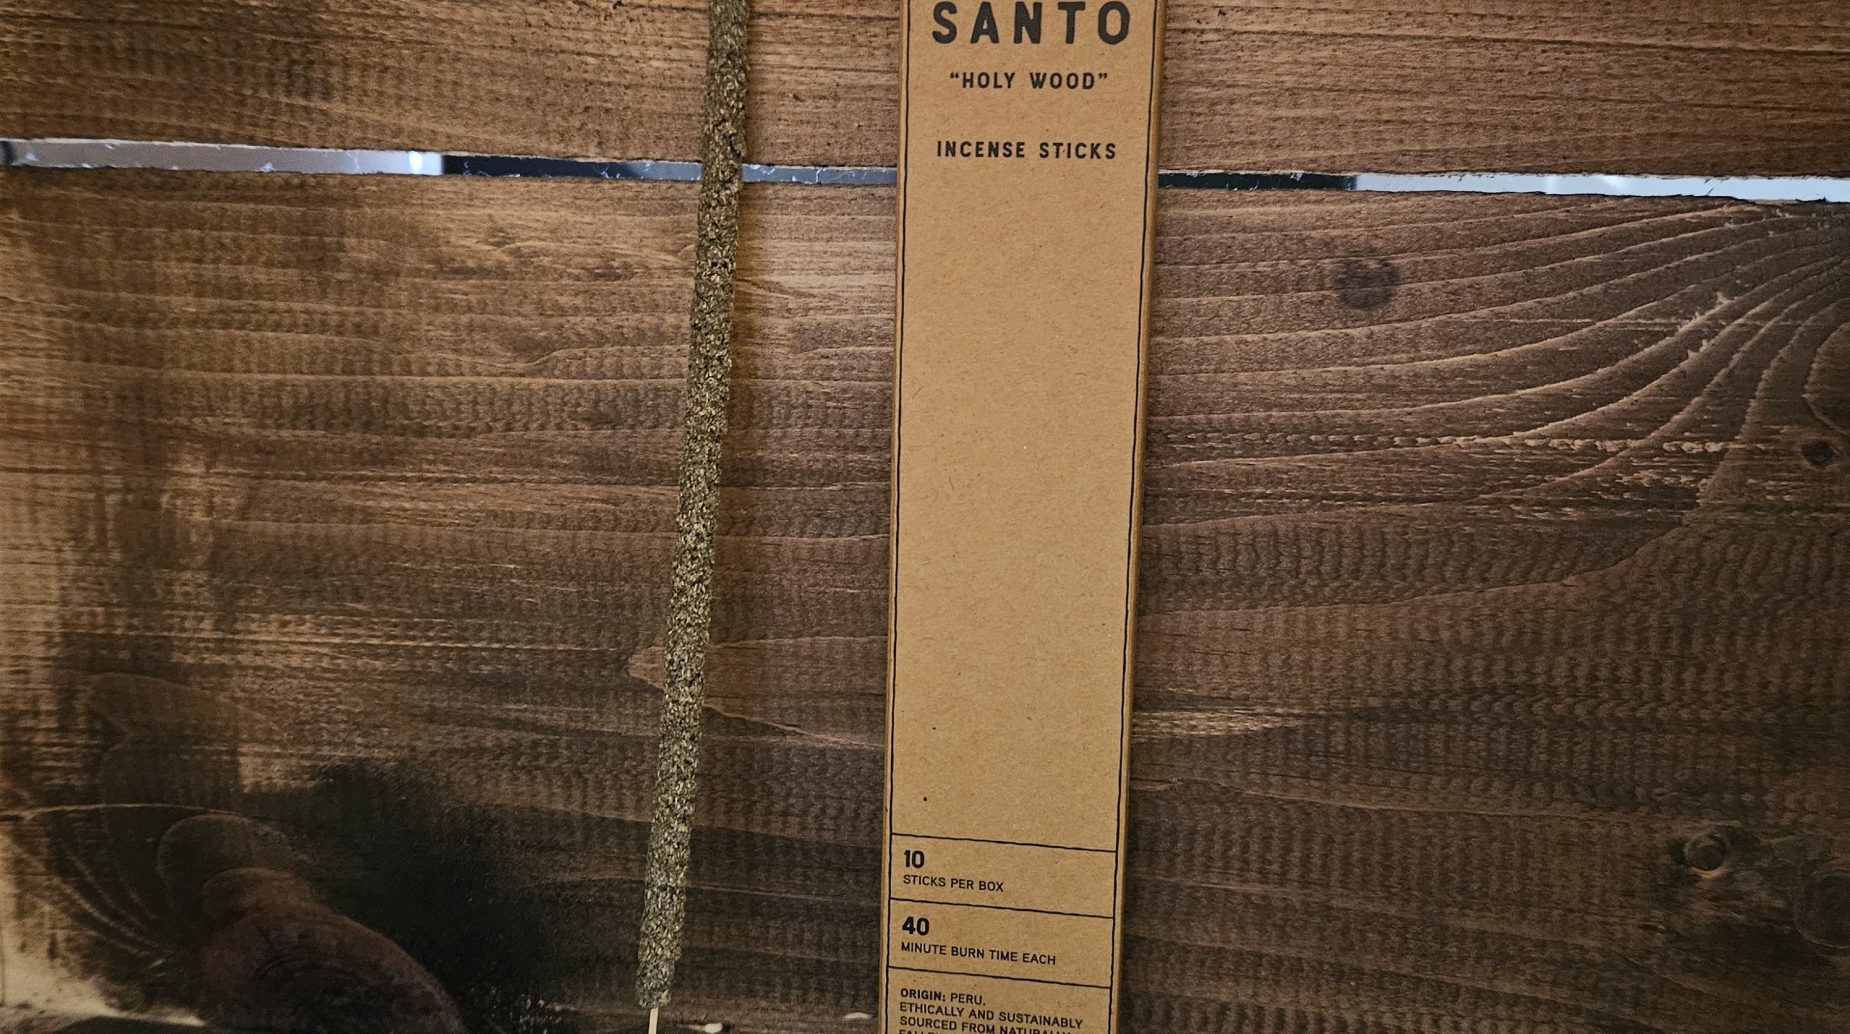 SANTO
“HOLY WOOD”
INCENSE STICKS
10
STICKS PER BOX
40
MINUTE BURN TIME EACH
ORIGIN: PERU,
ETHICALLY AND SUSTAINABLY
SOURCED FROM